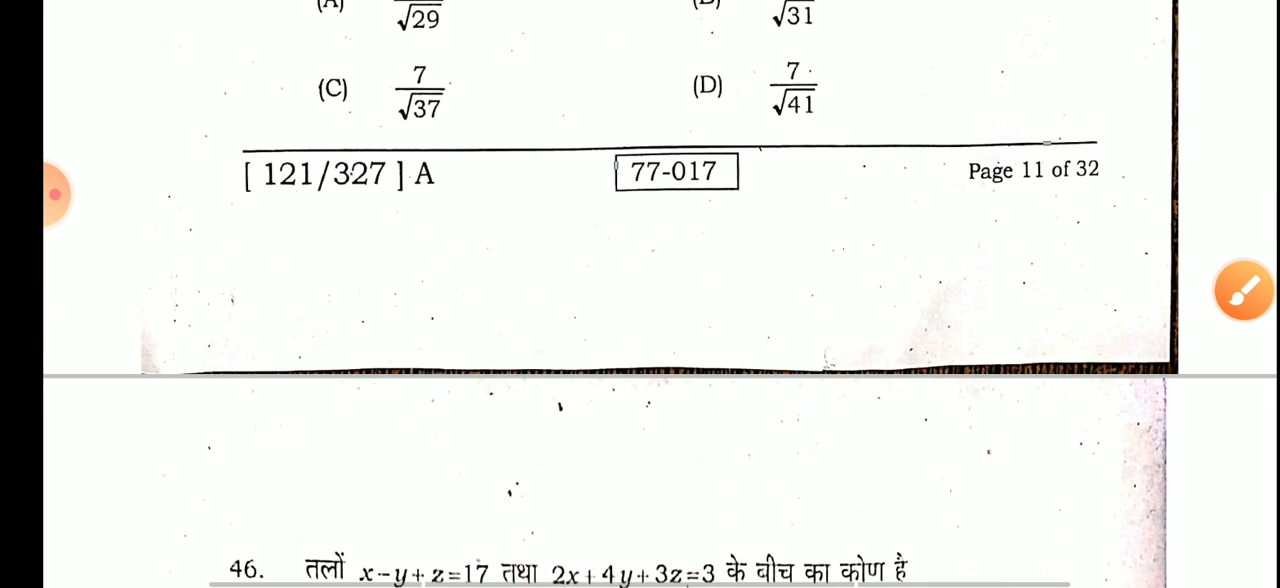 √29 √31
(C) 7/√37 (D) 7/√41
[ 121/327 ] A 77-017 Page 11 of 32
46. तलों x-y+z=17 तथा 2x+4y+3z=3 के बीच का कोण है